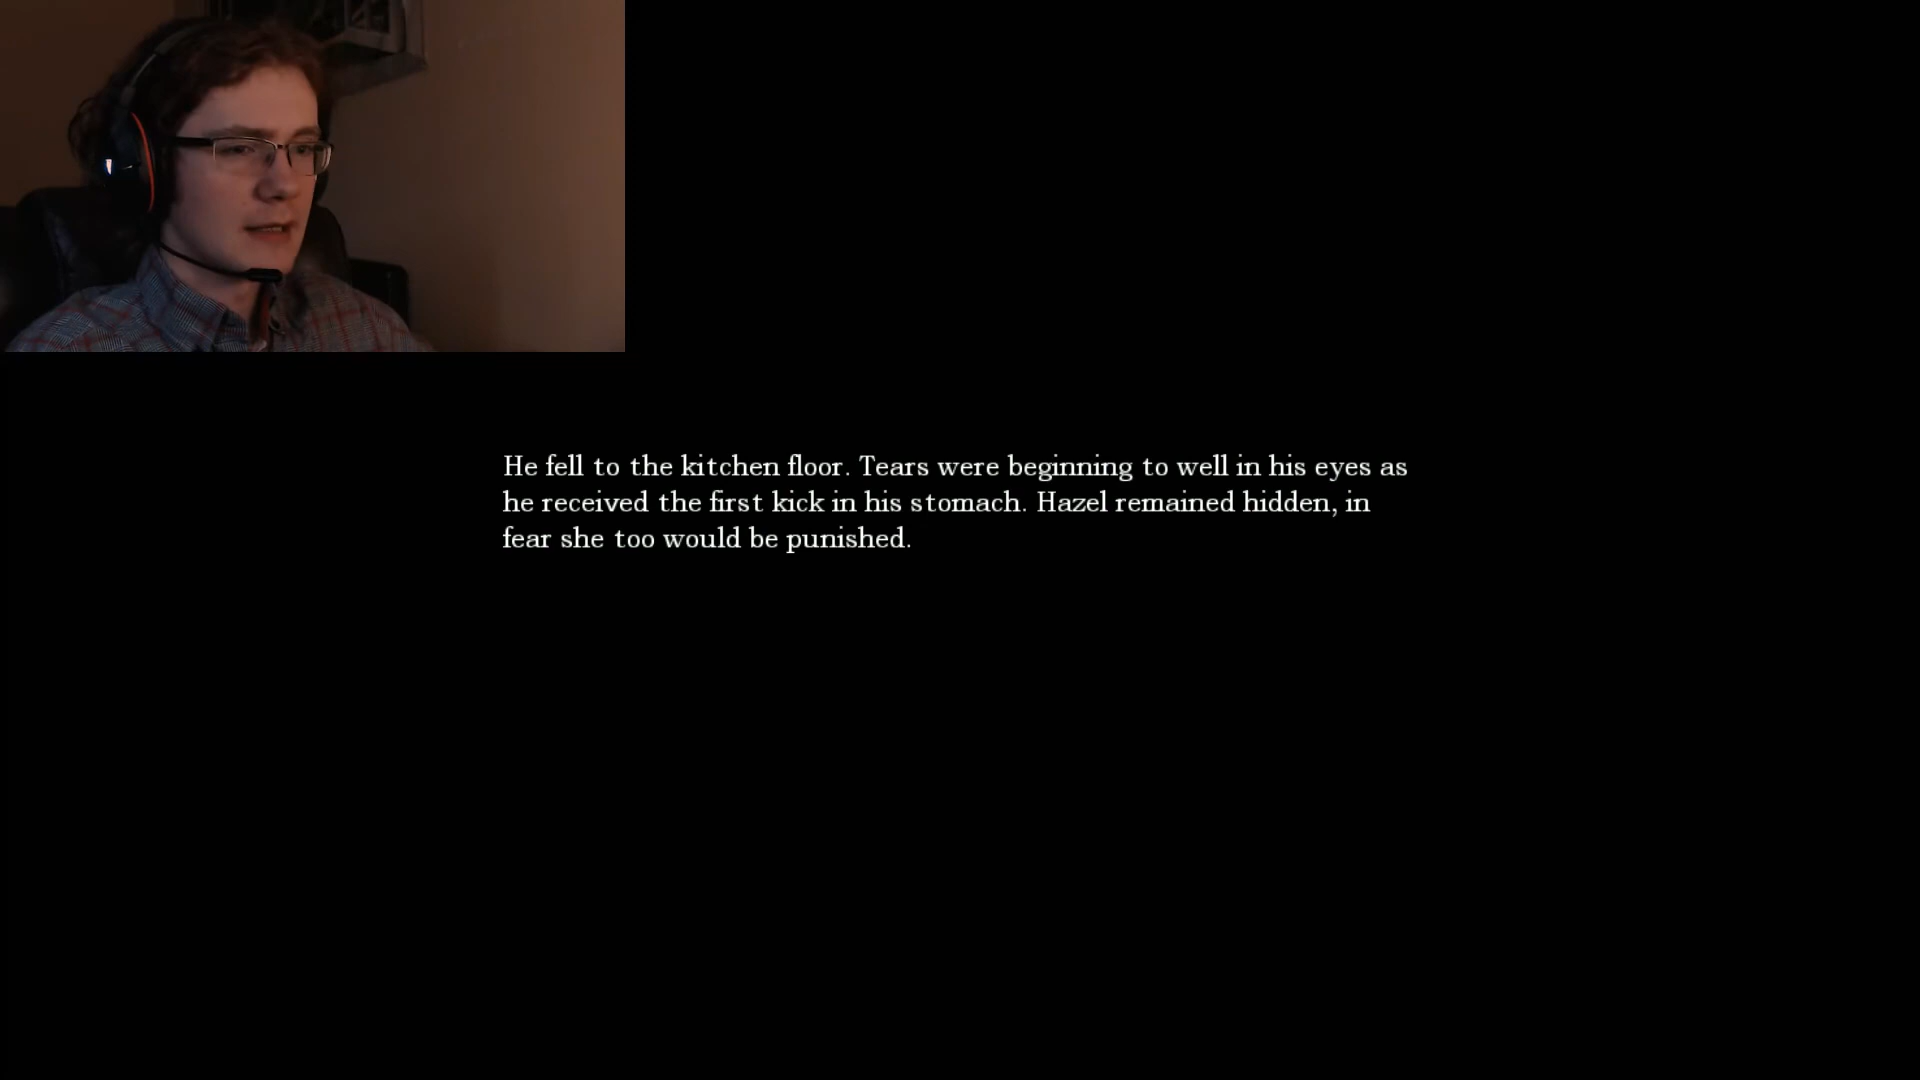 He fell to the kitchen floor. Tears were beginning to well in his eyes as
he received the first kick in his stomach. Hazel remained hidden, in
fear she too would be punished.